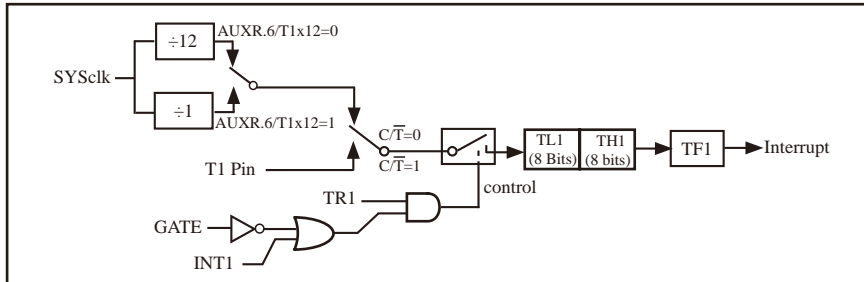 ÷12
AUXR.6/T1x12=0
SYSclk
÷1
AUXR.6/T1x12=1
C/T̅=0
C/T̅=1
T1 Pin
TL1
(8 Bits)
TH1
(8 bits)
TF1
Interrupt
control
TR1
GATE
INT1